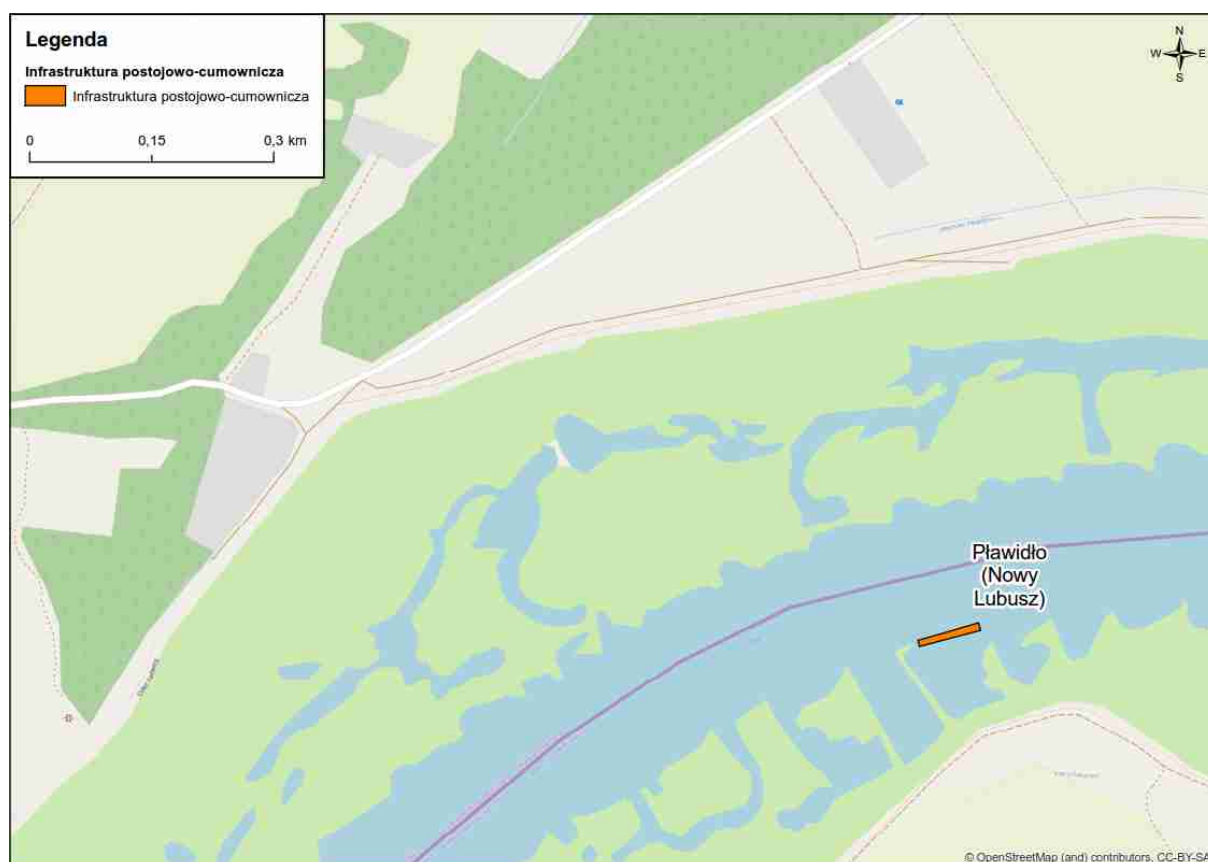 Legenda
Infrastruktura postojowo-cumownicza
Infrastruktura postojowo-cumownicza
0 0,15 0,3 km
N
W E
S
Pławidło
(Nowy
Lubusz)
© OpenStreetMap (and) contributors, CC-BY-SA